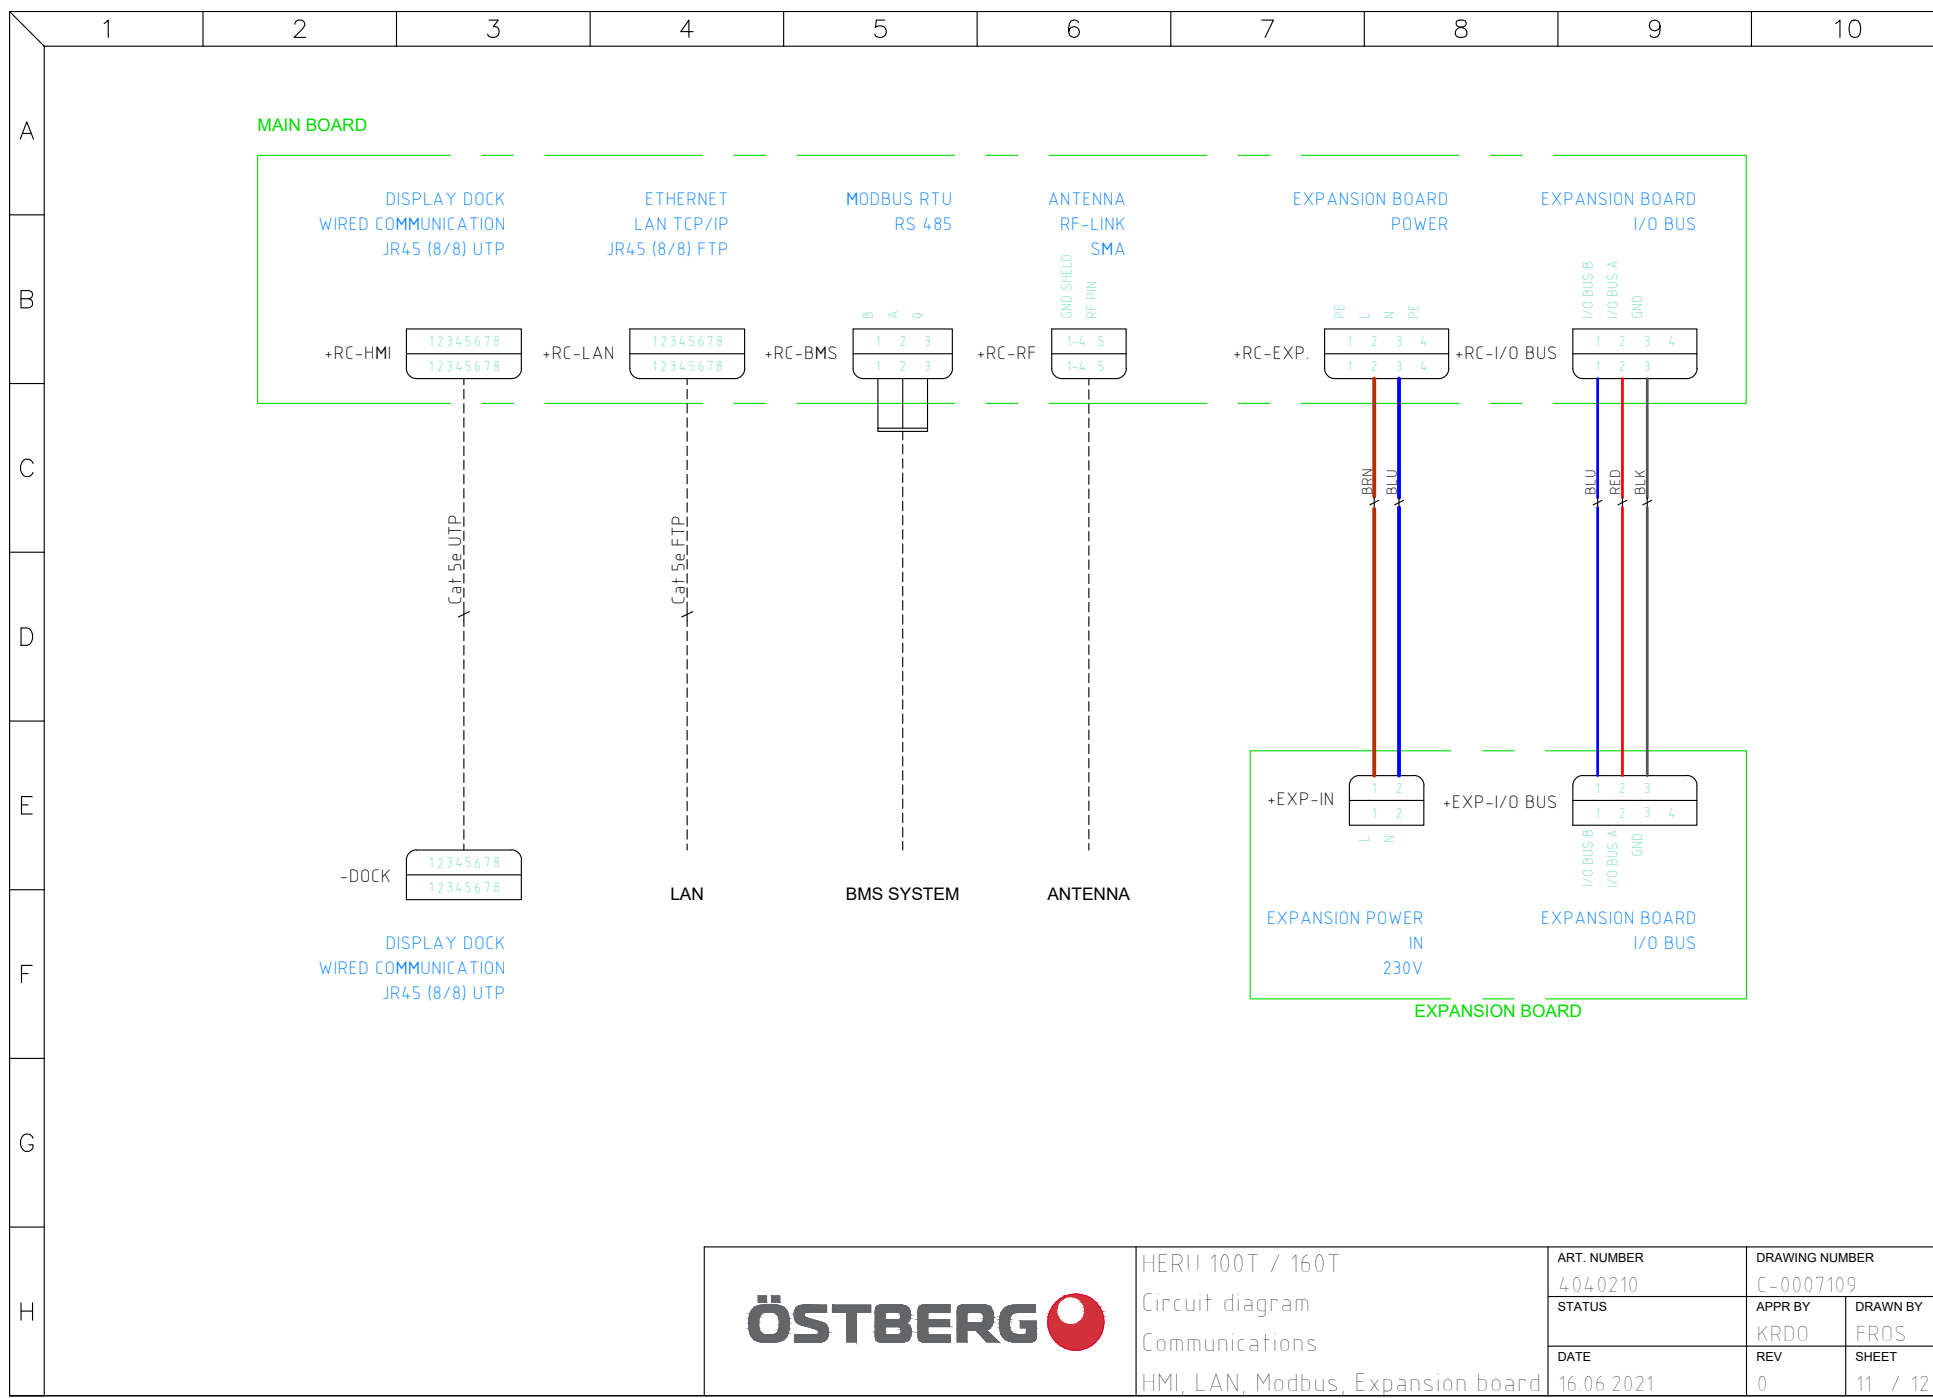 1 2 3 4 5 6 7 8 9 10
A
B
C
D
E
F
G
H
MAIN BOARD
DISPLAY DOCK
WIRED COMMUNICATION
JR45 (8/8) UTP
ETHERNET
LAN TCP/IP
JR45 (8/8) FTP
MODBUS RTU
RS 485
ANTENNA
RF-LINK
SMA
EXPANSION BOARD
POWER
EXPANSION BOARD
I/O BUS
B A 0
GND SHELD
RF PIN
PE L N PE
I/O BUS B
I/O BUS A
GND
+RC-HMI
12345678
12345678
+RC-LAN
12345678
12345678
+RC-BMS
1 2 3
1 2 3
+RC-RF
1-4 5
1-4 5
+RC-EXP.
1 2 3 4
1 2 3 4
+RC-I/O BUS
1 2 3 4
1 2 3
Cat 5e UTP
Cat 5e FTP
BRN
BLU
BLU
RED
BLK
-DOCK
12345678
12345678
DISPLAY DOCK
WIRED COMMUNICATION
JR45 (8/8) UTP
LAN
BMS SYSTEM
ANTENNA
+EXP-IN
1 2
1 2
L N
+EXP-I/O BUS
1 2 3
1 2 3 4
I/O BUS B
I/O BUS A
GND
EXPANSION POWER
IN
230V
EXPANSION BOARD
I/O BUS
EXPANSION BOARD
ÖSTBERG
HERU 100T / 160T
Circuit diagram
Communications
HMI, LAN, Modbus, Expansion board
ART. NUMBER
4040210
DRAWING NUMBER
C-0007109
STATUS
APPR BY
KRDO
DRAWN BY
FROS
DATE
16.06.2021
REV
0
SHEET
11 / 12